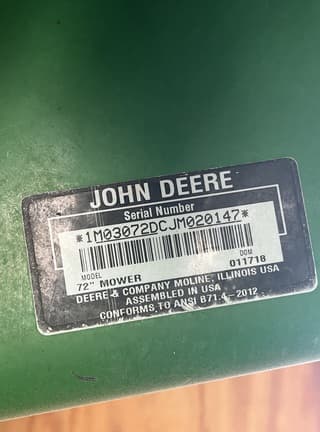 JOHN DEERE
Serial Number
*1M03072DCJM020147*
MODEL DOM
72" MOWER 011718
DEERE & COMPANY MOLINE, ILLINOIS USA
ASSEMBLED IN USA
CONFORMS TO ANSI B71.4-2012